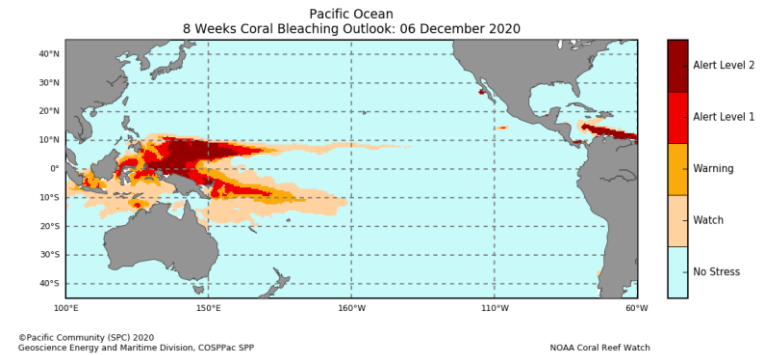 Pacific Ocean
8 Weeks Coral Bleaching Outlook: 06 December 2020
40°N
30°N
20°N
10°N
0°
10°S
20°S
30°S
40°S
100°E
150°E
160°W
110°W
60°W
Alert Level 2
Alert Level 1
Warning
Watch
No Stress
©Pacific Community (SPC) 2020
Geoscience Energy and Maritime Division, COSPPac SPP
NOAA Coral Reef Watch